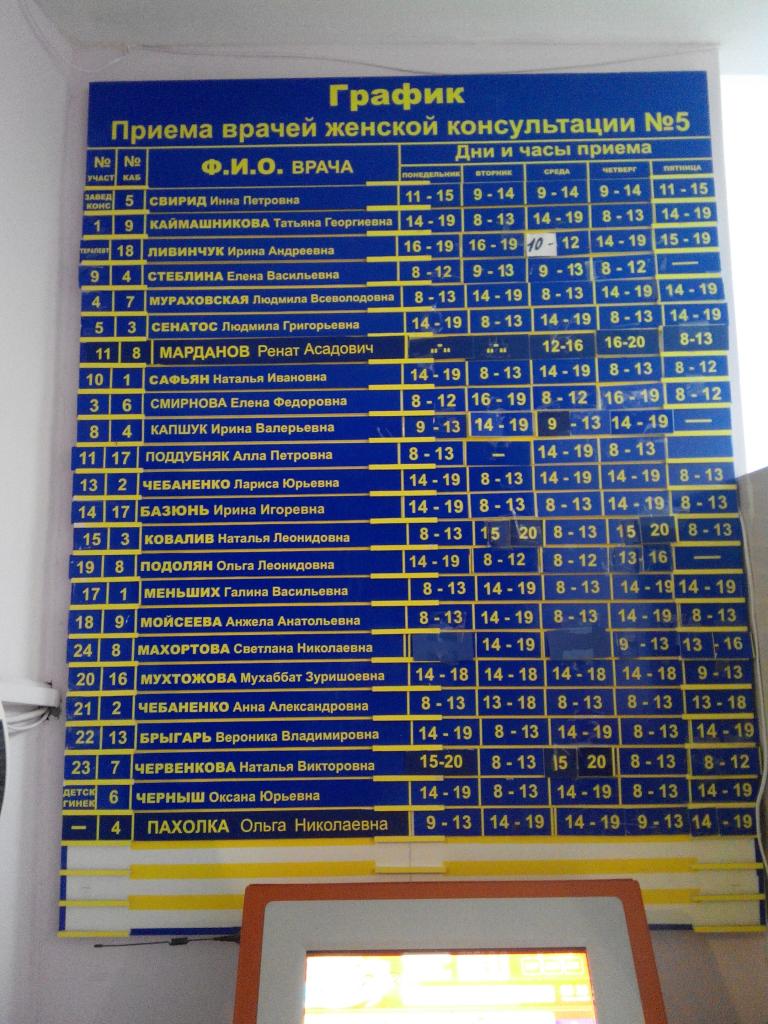 График
Приема врачей женской консультации №5
№ УЧАСТ № КАБ Ф.И.О. ВРАЧА Дни и часы приема
ПОНЕДЕЛЬНИК ВТОРНИК СРЕДА ЧЕТВЕРГ ПЯТНИЦА
ЗАВЕД КОНС 5 СВИРИД Инна Петровна 11 - 15 9 - 14 9 - 14 9 - 14 11 - 15
1 9 КАЙМАШНИКОВА Татьяна Георгиевна 14 - 19 8 - 13 14 - 19 8 - 13 14 - 19
ТЕРАПЕВТ 18 ЛИВИНЧУК Ирина Андреевна 16 - 19 16 - 19 10 - 12 14 - 19 15 - 19
9 4 СТЕБЛИНА Елена Васильевна 8 - 12 9 - 13 9 - 13 8 - 12 —
4 7 МУРАХОВСКАЯ Людмила Всеволодовна 8 - 13 14 - 19 8 - 13 14 - 19 14 - 19
5 3 СЕНАТОС Людмила Григорьевна 14 - 19 8 - 13 14 - 19 8 - 13 14 - 19
11 8 МАРДАНОВ Ренат Асадович -"- -"- 12-16 16-20 8-13
10 1 САФЬЯН Наталья Ивановна 14 - 19 8 - 13 14 - 19 8 - 13 8 - 12
3 6 СМИРНОВА Елена Федоровна 8 - 12 16 - 19 8 - 12 16 - 19 8 - 12
8 4 КАПШУК Ирина Валерьевна 9 - 13 14 - 19 9 - 13 14 - 19 —
11 17 ПОДДУБНЯК Алла Петровна 8 - 13 — 14 - 19 8 - 13
13 2 ЧЕБАНЕНКО Лариса Юрьевна 14 - 19 8 - 13 14 - 19 14 - 19 8 - 13
14 17 БАЗЮНЬ Ирина Игоревна 14 - 19 8 - 13 8 - 13 14 - 19 8 - 13
15 3 КОВАЛИВ Наталья Леонидовна 8 - 13 15 20 8 - 13 15 20 8 - 13
19 8 ПОДОЛЯН Ольга Леонидовна 14 - 19 8 - 12 8 - 12 13 - 16 —
17 1 МЕНЬШИХ Галина Васильевна 8 - 13 14 - 19 8 - 13 14 - 19 14 - 19
18 9 МОЙСЕЕВА Анжела Анатольевна 8 - 13 14 - 19 8 - 13 14 - 19 8 - 13
24 8 МАХОРТОВА Светлана Николаевна 14 - 19 9 - 13 13 - 16
20 16 МУХТОЖОВА Мухаббат Зуришоевна 14 - 18 14 - 18 14 - 18 14 - 18 9 - 13
21 2 ЧЕБАНЕНКО Анна Александровна 8 - 13 13 - 18 8 - 13 8 - 13 13 - 18
22 13 БРЫГАРЬ Вероника Владимировна 14 - 19 8 - 13 14 - 19 8 - 13 14 - 19
23 7 ЧЕРВЕНКОВА Наталья Викторовна 15-20 8 - 13 15 20 8 - 13 8 - 12
ДЕТСК ГИНЕК 6 ЧЕРНЫШ Оксана Юрьевна 14 - 19 8 - 13 14 - 19 8 - 13 14 - 19
— 4 ПАХОЛКА Ольга Николаевна 9 - 13 14 - 19 14 - 19 9 - 13 14 - 19